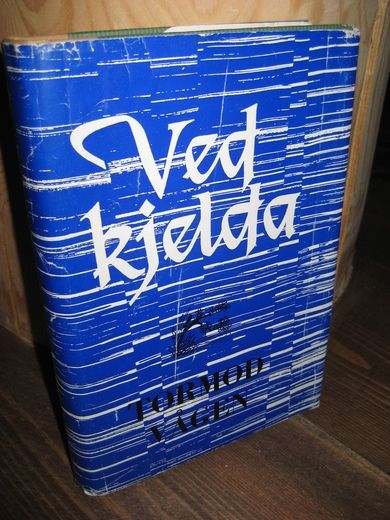 Ved
kjelda
TORMOD
VÅGEN